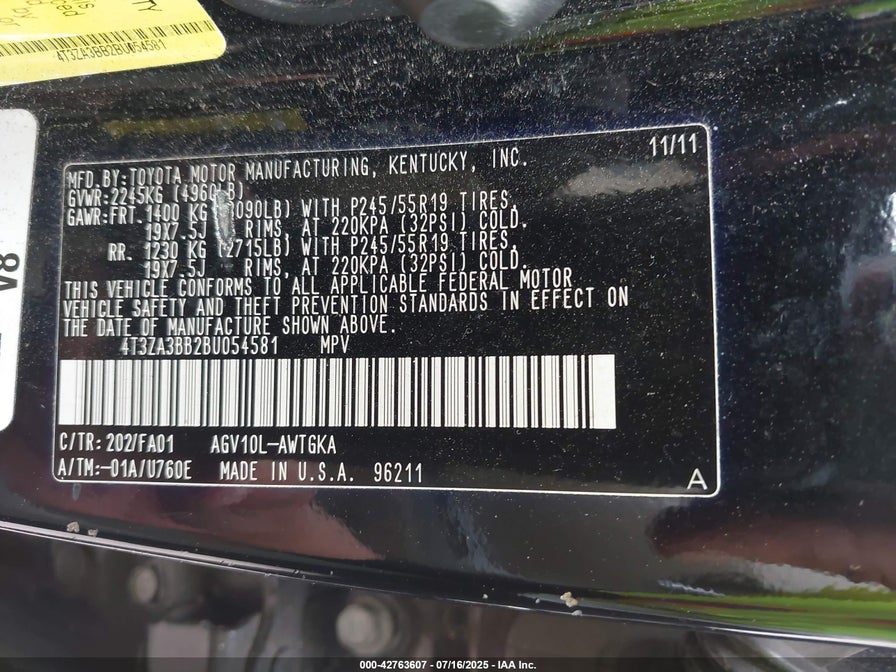 TTY
4T3ZA3BB2BU054581
V8
11/11
MFD.BY:TOYOTA MOTOR MANUFACTURING, KENTUCKY, INC.
GVWR:2245KG (4960LB)
GAWR:FRT. 1400 KG 090LB) WITH P245/55R19 TIRES,
19X7.5J RIMS, AT 220KPA (32PSI) COLD.
RR. 1230 KG (2715LB) WITH P245/55R19 TIRES,
19X7.5J RIMS, AT 220KPA (32PSI) COLD.
THIS VEHICLE CONFORMS TO ALL APPLICABLE FEDERAL MOTOR
VEHICLE SAFETY AND THEFT PREVENTION STANDARDS IN EFFECT ON
THE DATE OF MANUFACTURE SHOWN ABOVE.
4T3ZA3BB2BU054581 MPV
C/TR:202/FA01 AGV10L-AWTGKA
A/TM:-01A/U760E MADE IN U.S.A. 96211
A
000-42763607 - 07/16/2025 - IAA Inc.